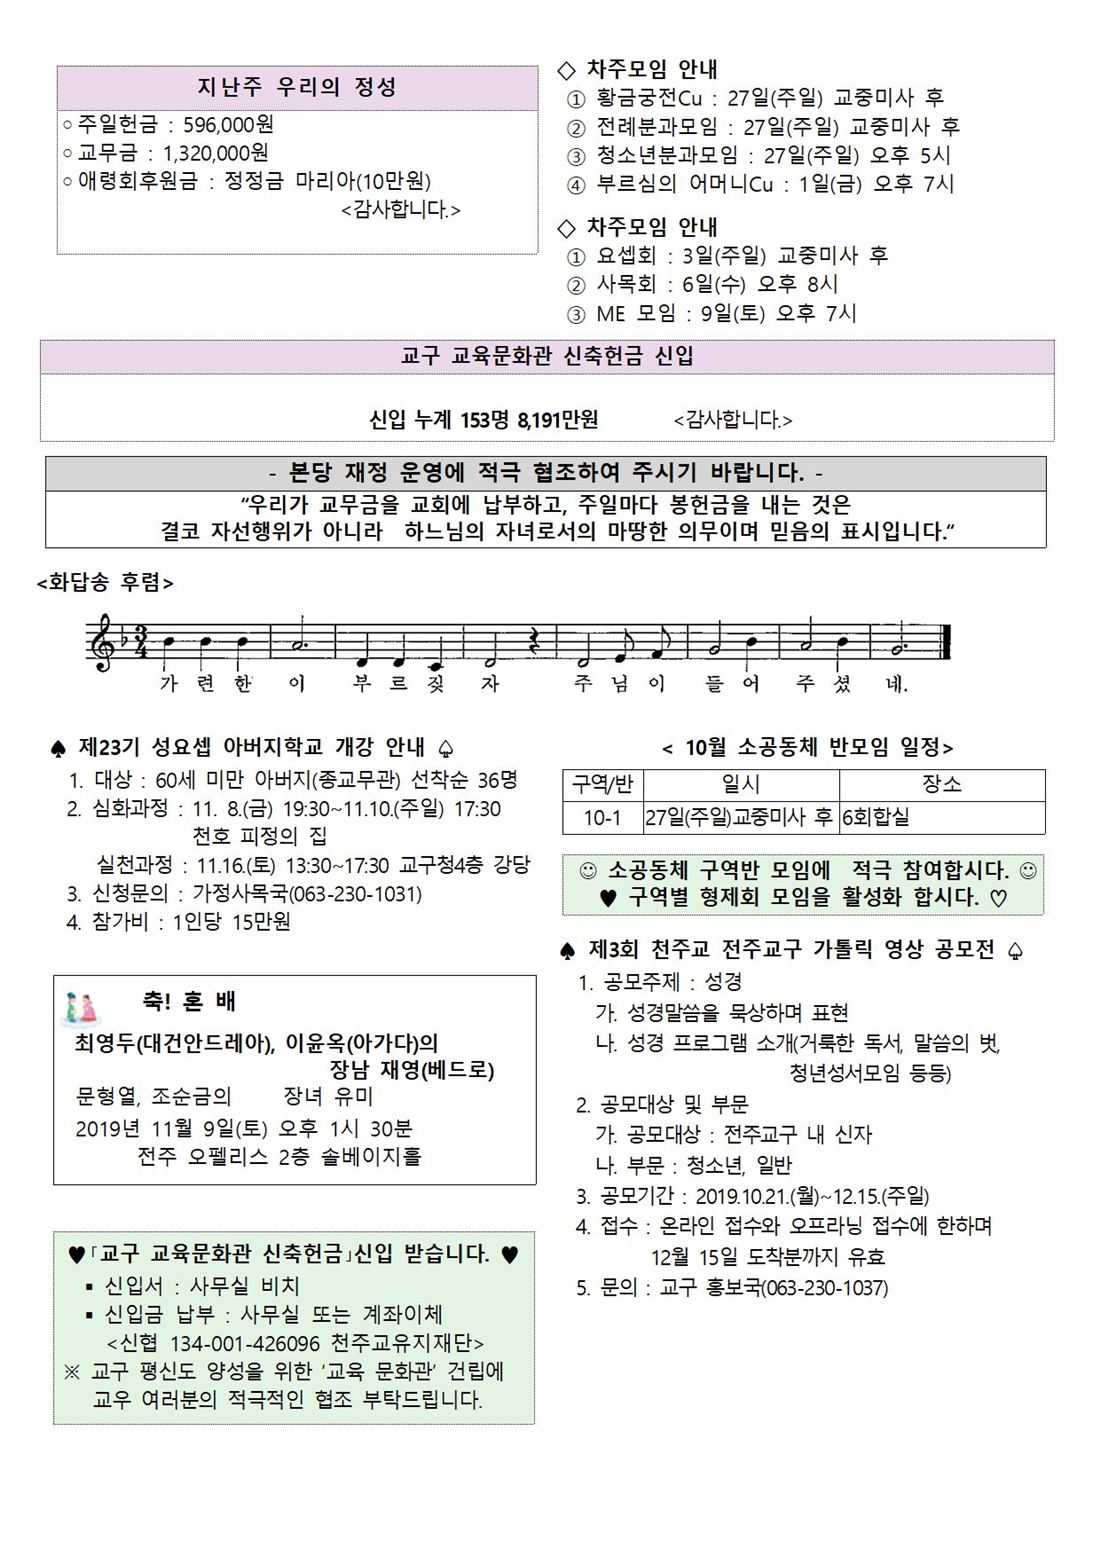 지난주 우리의 정성
○ 주일헌금 : 596,000원
○ 교무금 : 1,320,000원
○ 애령회후원금 : 정정금 마리아(10만원)
<감사합니다.>
◇ 차주모임 안내
① 황금궁전Cu : 27일(주일) 교중미사 후
② 전례분과모임 : 27일(주일) 교중미사 후
③ 청소년분과모임 : 27일(주일) 오후 5시
④ 부르심의 어머니Cu : 1일(금) 오후 7시
◇ 차주모임 안내
① 요셉회 : 3일(주일) 교중미사 후
② 사목회 : 6일(수) 오후 8시
③ ME 모임 : 9일(토) 오후 7시
교구 교육문화관 신축헌금 신입
신입 누계 153명 8,191만원 <감사합니다.>
- 본당 재정 운영에 적극 협조하여 주시기 바랍니다. -
“우리가 교무금을 교회에 납부하고, 주일마다 봉헌금을 내는 것은
결코 자선행위가 아니라 하느님의 자녀로서의 마땅한 의무이며 믿음의 표시입니다.“
<화답송 후렴>
3
4
가 련 한 이 부 르 짖 자 주 님 이 들 어 주 셨 네.
♠ 제23기 성요셉 아버지학교 개강 안내 ♤
1. 대상 : 60세 미만 아버지(종교무관) 선착순 36명
2. 심화과정 : 11. 8.(금) 19:30~11.10.(주일) 17:30
천호 피정의 집
실천과정 : 11.16.(토) 13:30~17:30 교구청4층 강당
3. 신청문의 : 가정사목국(063-230-1031)
4. 참가비 : 1인당 15만원
축! 혼 배
최영두(대건안드레아), 이윤옥(아가다)의
장남 재영(베드로)
문형열, 조순금의 장녀 유미
2019년 11월 9일(토) 오후 1시 30분
전주 오펠리스 2층 솔베이지홀
♥「교구 교육문화관 신축헌금」신입 받습니다. ♥
▪ 신입서 : 사무실 비치
▪ 신입금 납부 : 사무실 또는 계좌이체
<신협 134-001-426096 천주교유지재단>
※ 교구 평신도 양성을 위한 ‘교육 문화관’ 건립에
교우 여러분의 적극적인 협조 부탁드립니다.
< 10월 소공동체 반모임 일정>
구역/반 일시 장소
10-1 27일(주일)교중미사 후 6회합실
☺ 소공동체 구역반 모임에 적극 참여합시다. ☺
♥ 구역별 형제회 모임을 활성화 합시다. ♡
♠ 제3회 천주교 전주교구 가톨릭 영상 공모전 ♤
1. 공모주제 : 성경
가. 성경말씀을 묵상하며 표현
나. 성경 프로그램 소개(거룩한 독서, 말씀의 벗,
청년성서모임 등등)
2. 공모대상 및 부문
가. 공모대상 : 전주교구 내 신자
나. 부문 : 청소년, 일반
3. 공모기간 : 2019.10.21.(월)~12.15.(주일)
4. 접수 : 온라인 접수와 오프라닝 접수에 한하며
12월 15일 도착분까지 유효
5. 문의 : 교구 홍보국(063-230-1037)